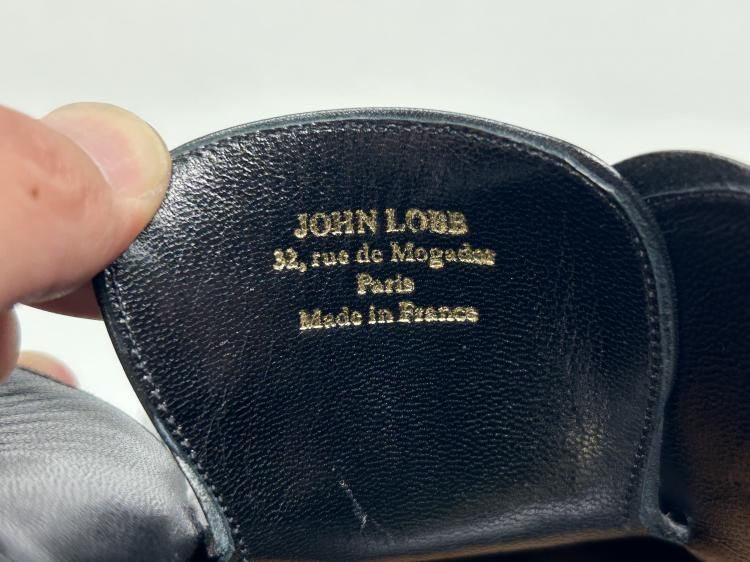 JOHN LOBB
32, rue de Mogador
Paris
Made in France